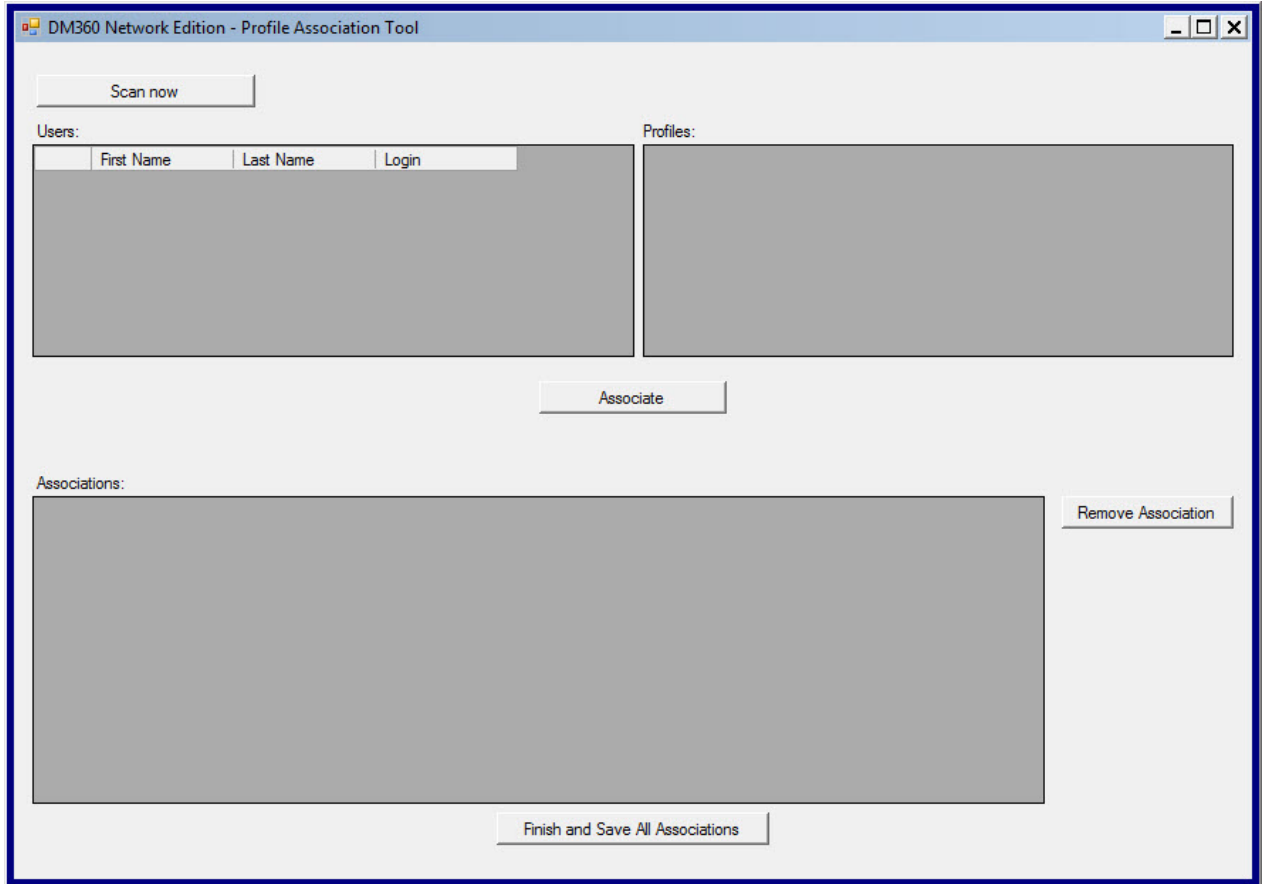 DM360 Network Edition - Profile Association Tool
Scan now
Users:
Profiles:
First Name Last Name Login
Associate
Associations:
Remove Association
Finish and Save All Associations